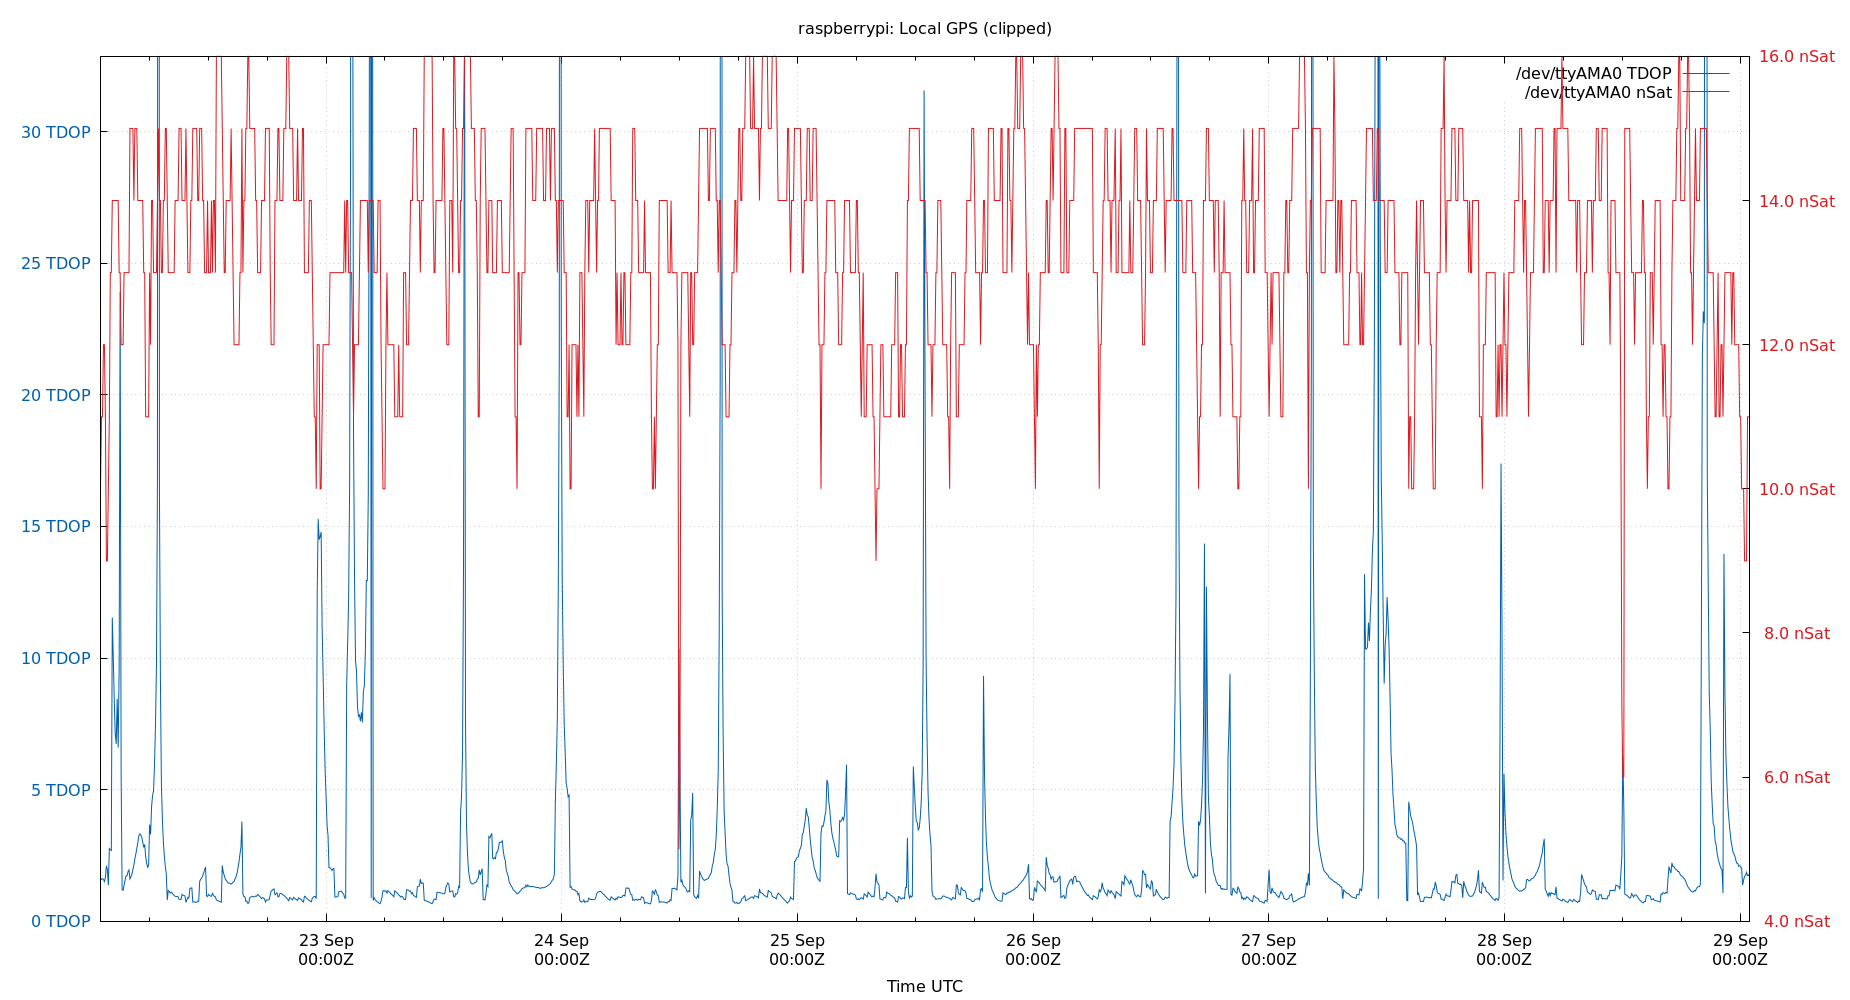 raspberrypi: Local GPS (clipped)
16.0 nSat
/dev/ttyAMA0 TDOP
/dev/ttyAMA0 nSat
30 TDOP
14.0 nSat
25 TDOP
12.0 nSat
20 TDOP
10.0 nSat
15 TDOP
8.0 nSat
10 TDOP
6.0 nSat
5 TDOP
0 TDOP
4.0 nSat
23 Sep 24 Sep 25 Sep 26 Sep 27 Sep 28 Sep 29 Sep
00:00Z 00:00Z 00:00Z 00:00Z 00:00Z 00:00Z 00:00Z
Time UTC